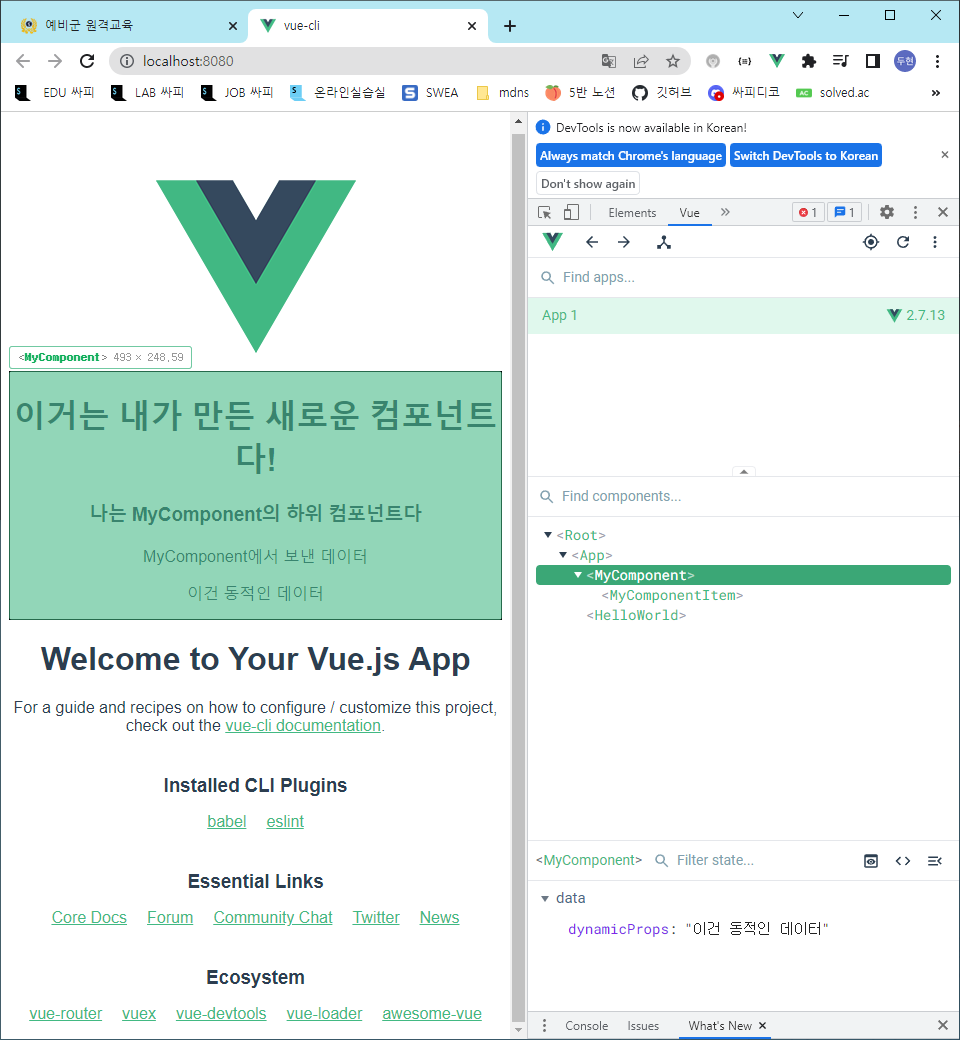 예비군 원격교육
vue-cli
localhost:8080
두현
EDU 싸피
LAB 싸피
JOB 싸피
온라인실습실
SWEA
mdns
5반 노션
깃허브
싸피디코
AC
solved.ac
»
<MyComponent> 493 × 248.59
이거는 내가 만든 새로운 컴포넌트
다!
나는 MyComponent의 하위 컴포넌트다
MyComponent에서 보낸 데이터
이건 동적인 데이터
Welcome to Your Vue.js App
For a guide and recipes on how to configure / customize this project,
check out the vue-cli documentation.
Installed CLI Plugins
babel eslint
Essential Links
Core Docs Forum Community Chat Twitter News
Ecosystem
vue-router vuex vue-devtools vue-loader awesome-vue
DevTools is now available in Korean!
Always match Chrome's language Switch DevTools to Korean
Don't show again
Elements Vue » 1 1
Find apps...
App 1 2.7.13
Find components...
<Root>
<App>
<MyComponent>
<MyComponentItem>
<HelloWorld>
<MyComponent> Filter state...
data
dynamicProps: "이건 동적인 데이터"
Console Issues What's New